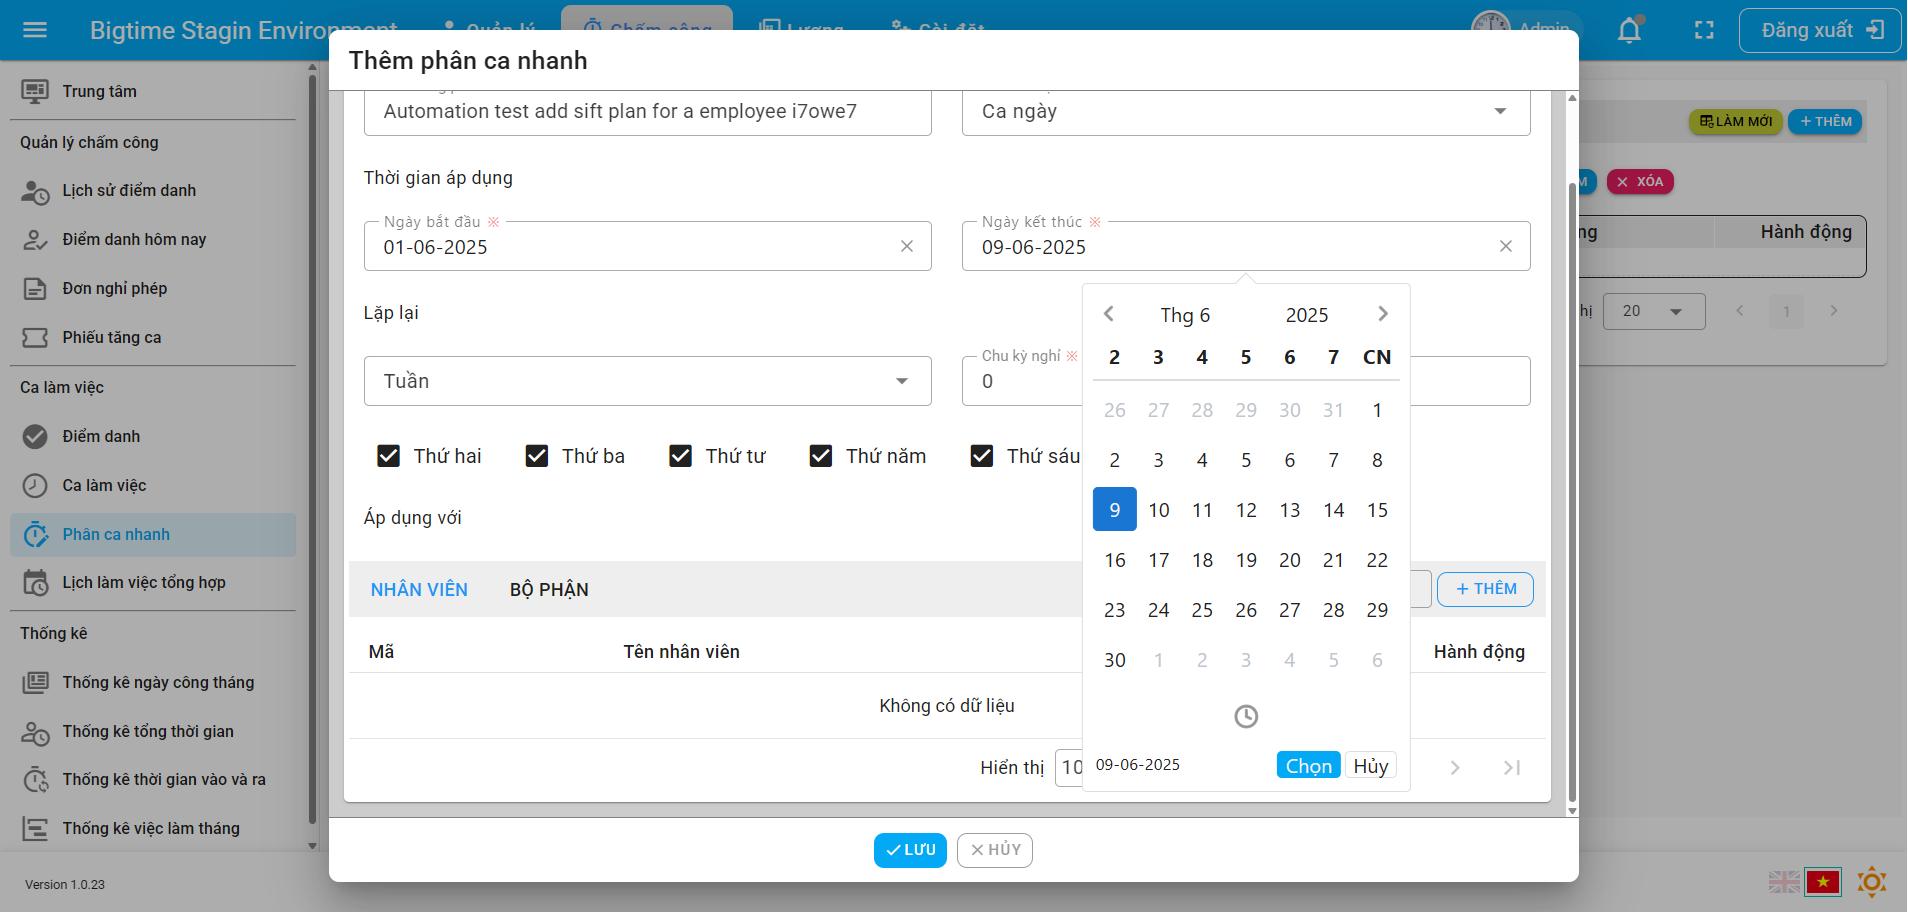 Bigtime Stagin Environment
Quản lý
Chấm công
Lương
Cài đặt
Admin
Đăng xuất
Trung tâm
Quản lý chấm công
Lịch sử điểm danh
Điểm danh hôm nay
Đơn nghỉ phép
Phiếu tăng ca
Ca làm việc
Điểm danh
Ca làm việc
Phân ca nhanh
Lịch làm việc tổng hợp
Thống kê
Thống kê ngày công tháng
Thống kê tổng thời gian
Thống kê thời gian vào và ra
Thống kê việc làm tháng
Version 1.0.23
Thêm phân ca nhanh
Automation test add sift plan for a employee i7owe7
Ca ngày
Thời gian áp dụng
Ngày bắt đầu ※
01-06-2025
Ngày kết thúc ※
09-06-2025
Lặp lại
Tuần
Chu kỳ nghỉ ※
0
Thứ hai Thứ ba Thứ tư Thứ năm Thứ sáu
Áp dụng với
NHÂN VIÊN BỘ PHẬN
+ THÊM
Mã Tên nhân viên Hành động
Không có dữ liệu
Hiển thị 10
Thg 6 2025
2 3 4 5 6 7 CN
26 27 28 29 30 31 1
2 3 4 5 6 7 8
9 10 11 12 13 14 15
16 17 18 19 20 21 22
23 24 25 26 27 28 29
30 1 2 3 4 5 6
09-06-2025
Chọn
Hủy
LƯU
HỦY
LÀM MỚI
+ THÊM
M
XÓA
ng
Hành động
hị
20
1